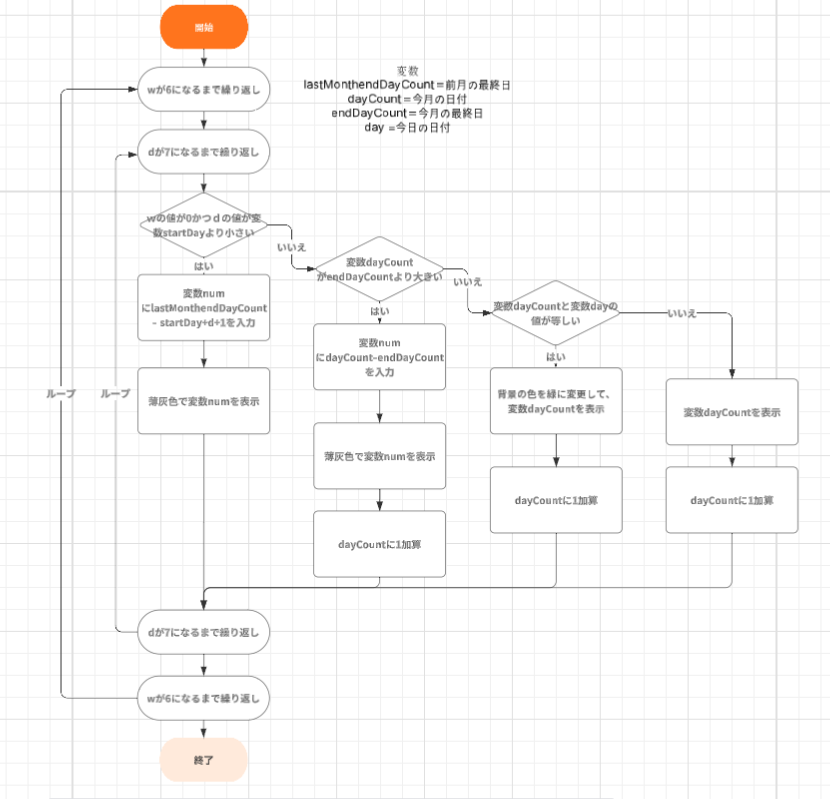 開始
wが6になるまで繰り返し
変数
lastMonthendDayCount＝前月の最終日
dayCount＝今月の日付
endDayCount＝今月の最終日
day ＝今日の日付
dが7になるまで繰り返し
wの値が0かつｄの値が変
数startDayより小さい
いいえ
はい
変数dayCount
がendDayCountより大きい
いいえ
はい
変数dayCountと変数dayの
値が等しい
いいえ
はい
変数num
にlastMonthendDayCount
- startDay+d+1を入力
変数num
にdayCount-endDayCount
を入力
ループ
ループ
薄灰色で変数numを表示
背景の色を緑に変更して、
変数dayCountを表示
変数dayCountを表示
薄灰色で変数numを表示
dayCountに1加算
dayCountに1加算
dayCountに1加算
dが7になるまで繰り返し
wが6になるまで繰り返し
終了